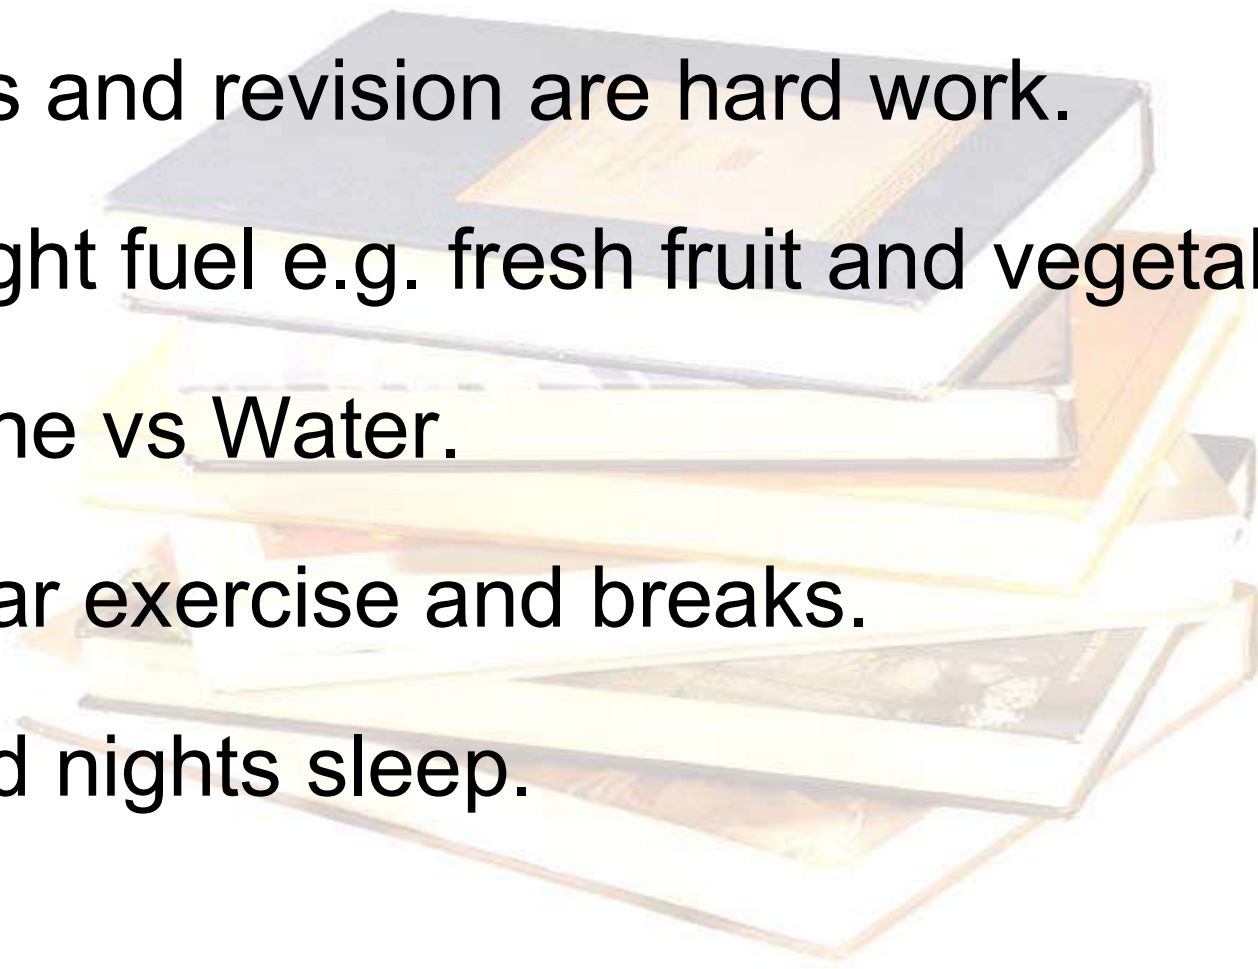 s and revision are hard work.
ght fuel e.g. fresh fruit and vegetal
ne vs Water.
ar exercise and breaks.
d nights sleep.